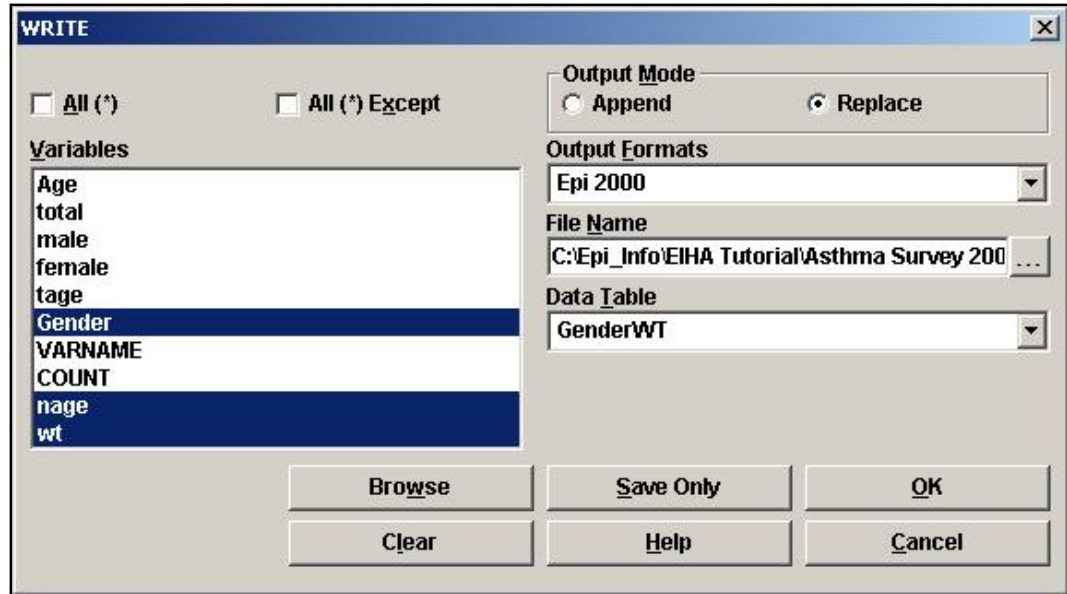 WRITE
All (*)
All (*) Except
Output Mode
Append
Replace
Variables
Age
total
male
female
tage
Gender
VARNAME
COUNT
nage
wt
Output Formats
Epi 2000
File Name
C:\Epi_Info\EIHA Tutorial\Asthma Survey 200
...
Data Table
GenderWT
Browse
Save Only
OK
Clear
Help
Cancel